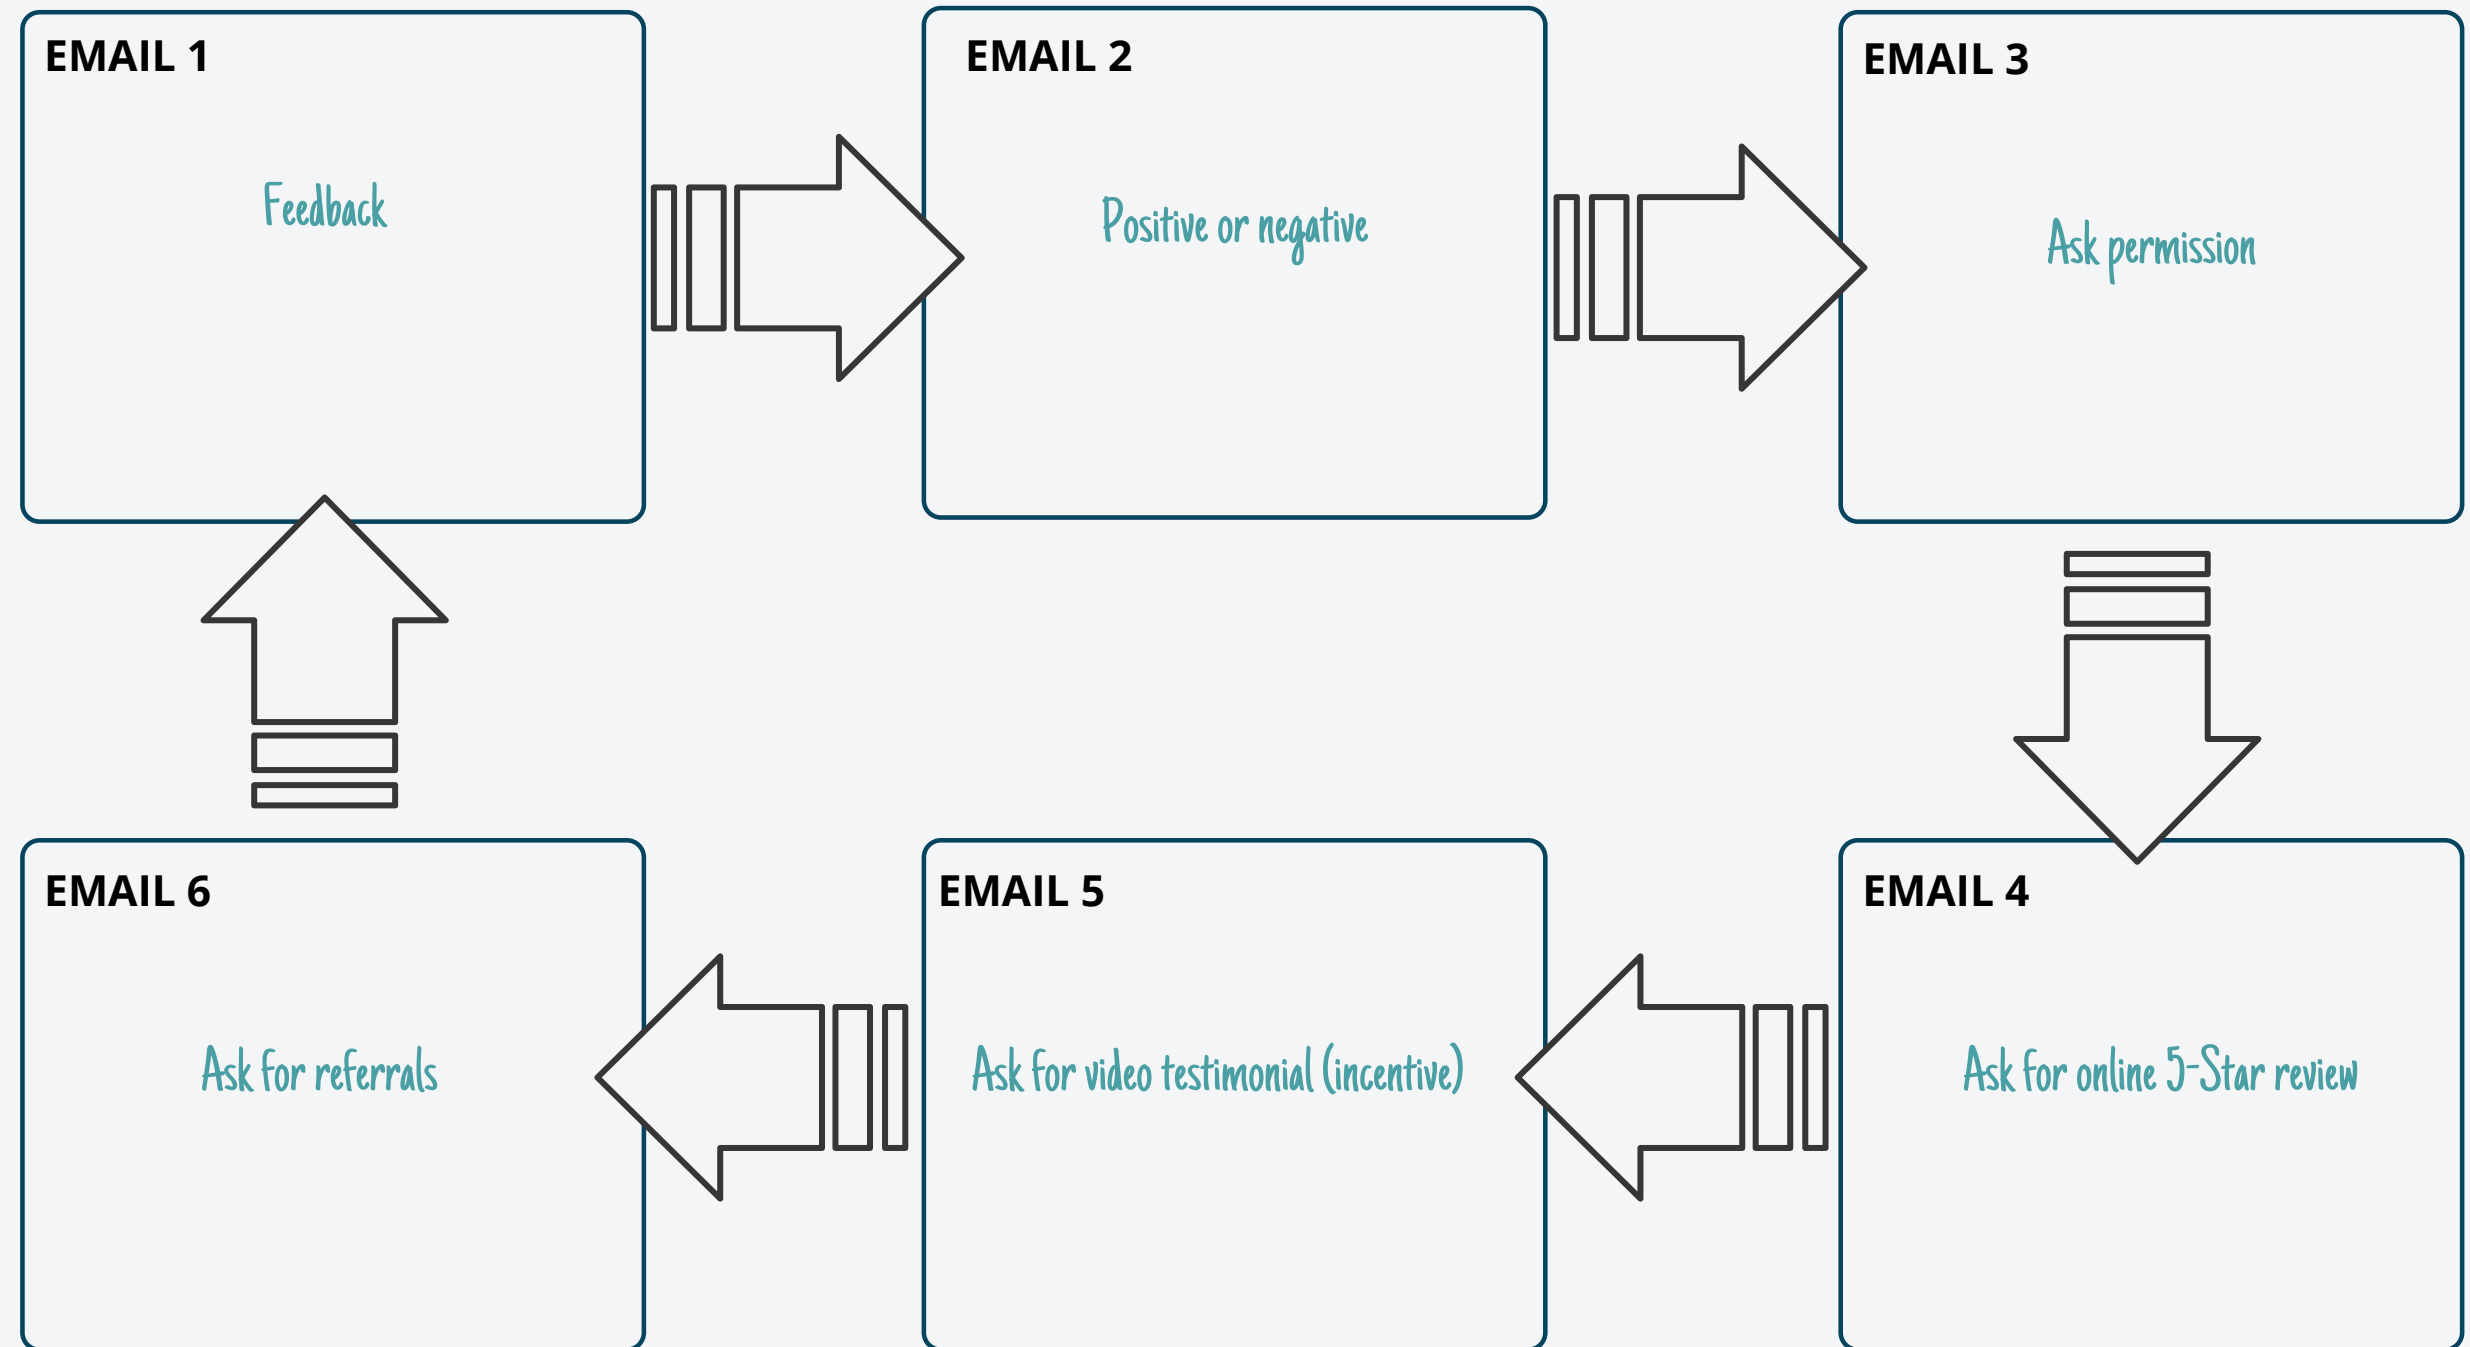 EMAIL 1
Feedback
EMAIL 2
Positive or negative
EMAIL 3
Ask permission
EMAIL 4
Ask for online 5-Star review
EMAIL 5
Ask for video testimonial (incentive)
EMAIL 6
Ask for referrals